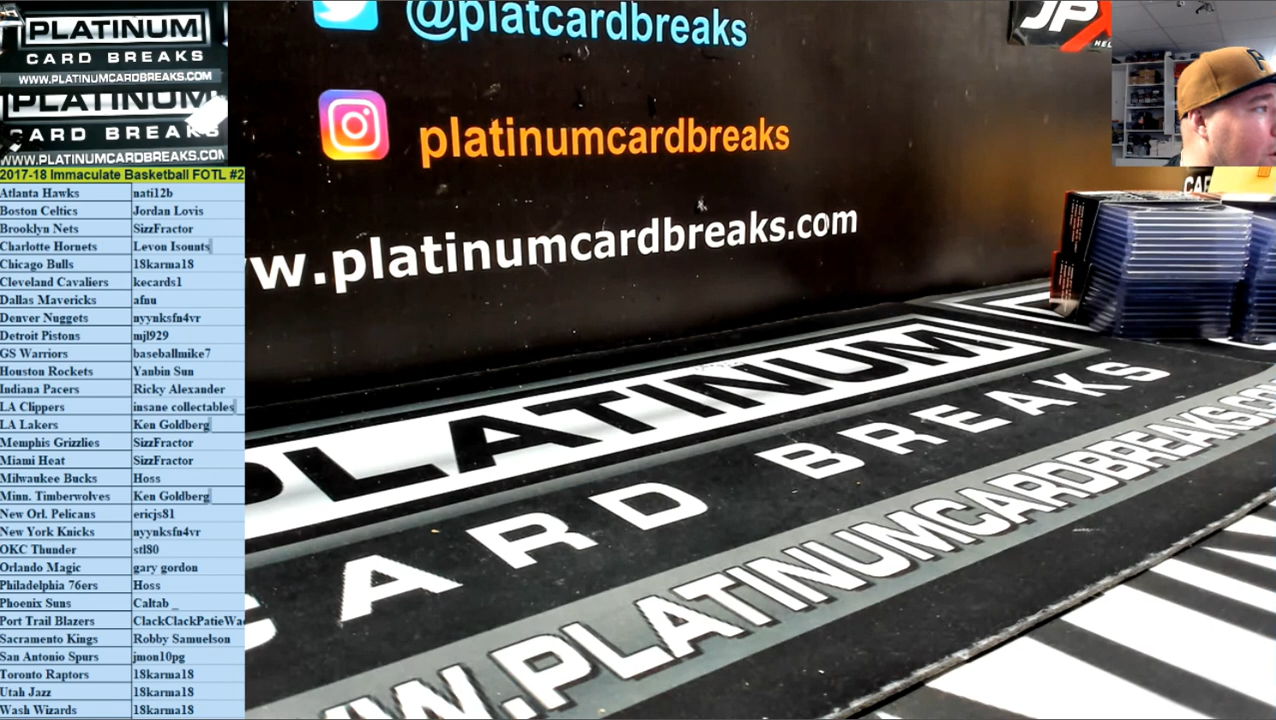 PLATINUM
CARD BREAKS
WWW.PLATINUMCARDBREAKS.COM
PLATINUM
CARD BREAKS
WWW.PLATINUMCARDBREAKS.COM
2017-18 Immaculate Basketball FOTL #2
Atlanta Hawks nati12b
Boston Celtics Jordan Lovis
Brooklyn Nets SizzFractor
Charlotte Hornets Levon Isounts
Chicago Bulls 18karma18
Cleveland Cavaliers kecards1
Dallas Mavericks afnu
Denver Nuggets nyynksfn4vr
Detroit Pistons mjl929
GS Warriors baseballmike7
Houston Rockets Yanbin Sun
Indiana Pacers Ricky Alexander
LA Clippers insane collectables
LA Lakers Ken Goldberg
Memphis Grizzlies SizzFractor
Miami Heat SizzFractor
Milwaukee Bucks Hoss
Minn. Timberwolves Ken Goldberg
New Orl. Pelicans ericjs81
New York Knicks nyynksfn4vr
OKC Thunder stl80
Orlando Magic gary gordon
Philadelphia 76ers Hoss
Phoenix Suns Caltab _
Port Trail Blazers ClackClackPatieWa
Sacramento Kings Robby Samuelson
San Antonio Spurs jmon10pg
Toronto Raptors 18karma18
Utah Jazz 18karma18
Wash Wizards 18karma18
@platcardbreaks
platinumcardbreaks
w.platinumcardbreaks.com
PLATINUM
CARD BREAKS
WW.PLATINUMCARDBREAKS.COM
JPX
CAR